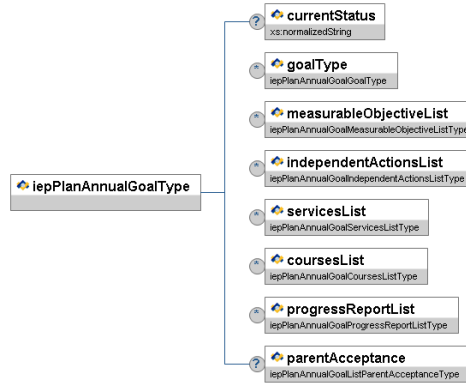 ?
currentStatus
xs:normalizedString
*
goalType
iepPlanAnnualGoalGoalType
*
measurableObjectiveList
iepPlanAnnualGoalMeasurableObjectiveListType
*
independentActionsList
iepPlanAnnualGoalIndependentActionsListType
iepPlanAnnualGoalType
*
servicesList
iepPlanAnnualGoalServicesListType
*
coursesList
iepPlanAnnualGoalCoursesListType
*
progressReportList
iepPlanAnnualGoalProgressReportListType
?
parentAcceptance
iepPlanAnnualGoalListParentAcceptanceType